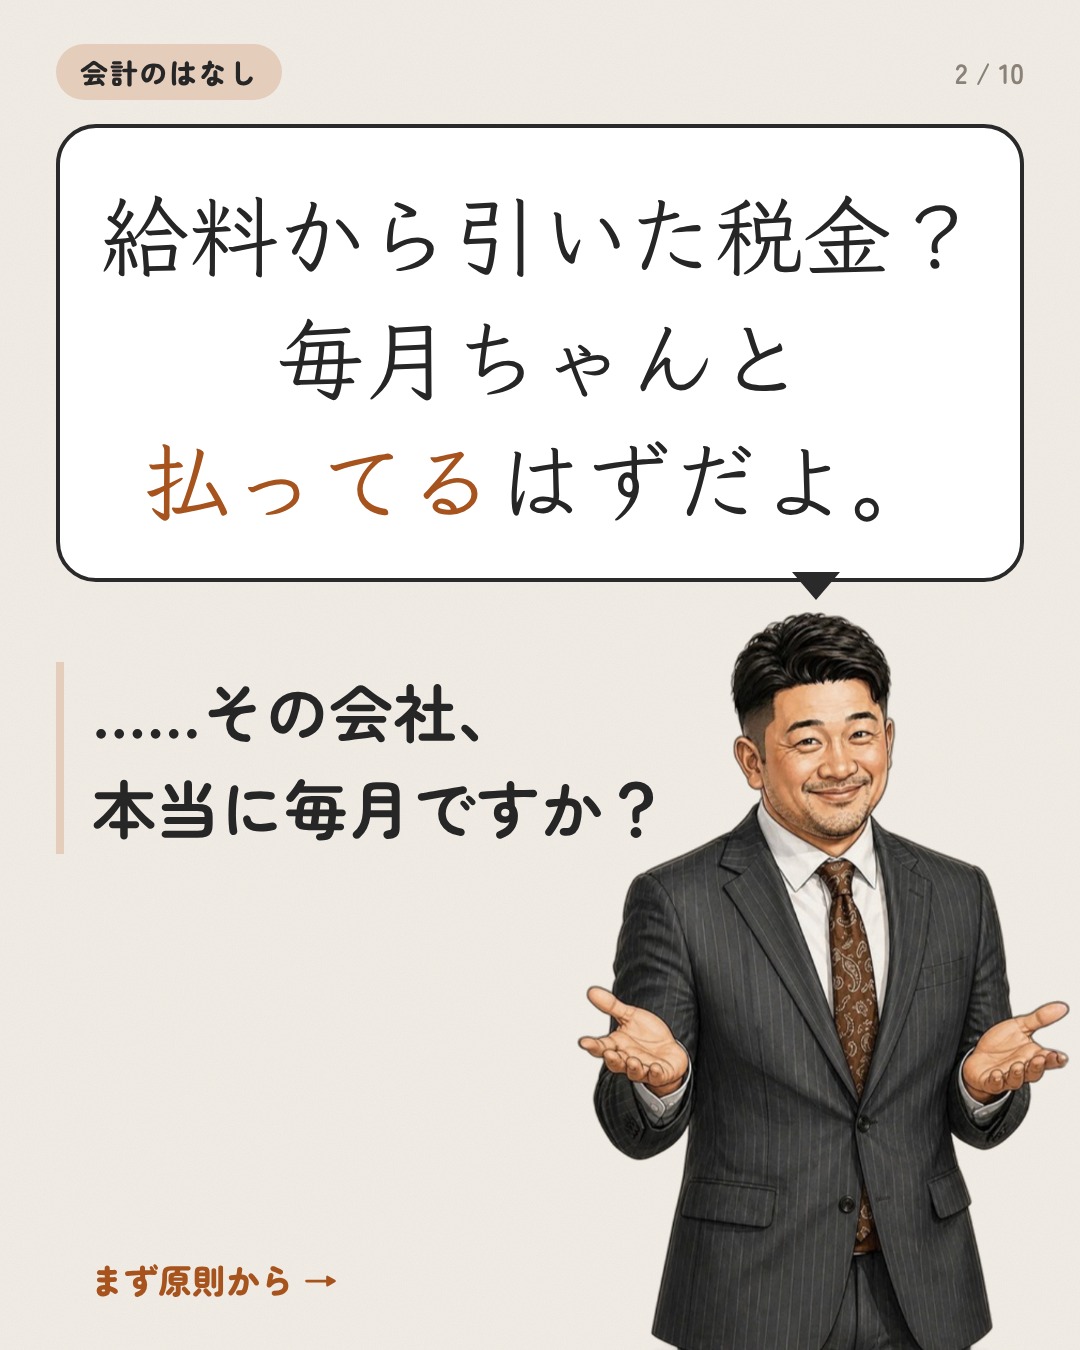 会計のはなし
2 / 10
給料から引いた税金？
毎月ちゃんと
払ってるはずだよ。
……その会社、
本当に毎月ですか？
まず原則から →